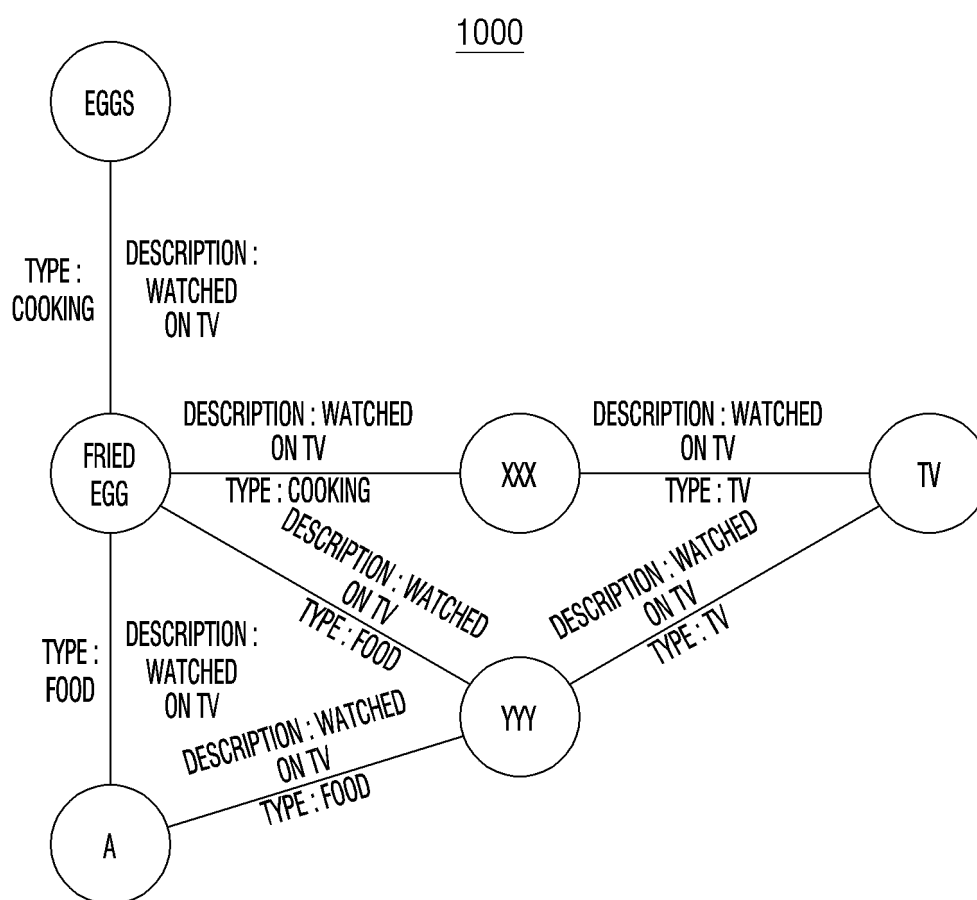 1000
EGGS
TYPE :
COOKING
DESCRIPTION :
WATCHED
ON TV
FRIED
EGG
DESCRIPTION : WATCHED
ON TV
TYPE : COOKING
XXX
DESCRIPTION : WATCHED
ON TV
TYPE : TV
TV
DESCRIPTION : WATCHED
ON TV
TYPE : FOOD
DESCRIPTION : WATCHED
ON TV
TYPE : TV
TYPE :
FOOD
DESCRIPTION :
WATCHED
ON TV
YYY
DESCRIPTION : WATCHED
ON TV
TYPE : FOOD
A